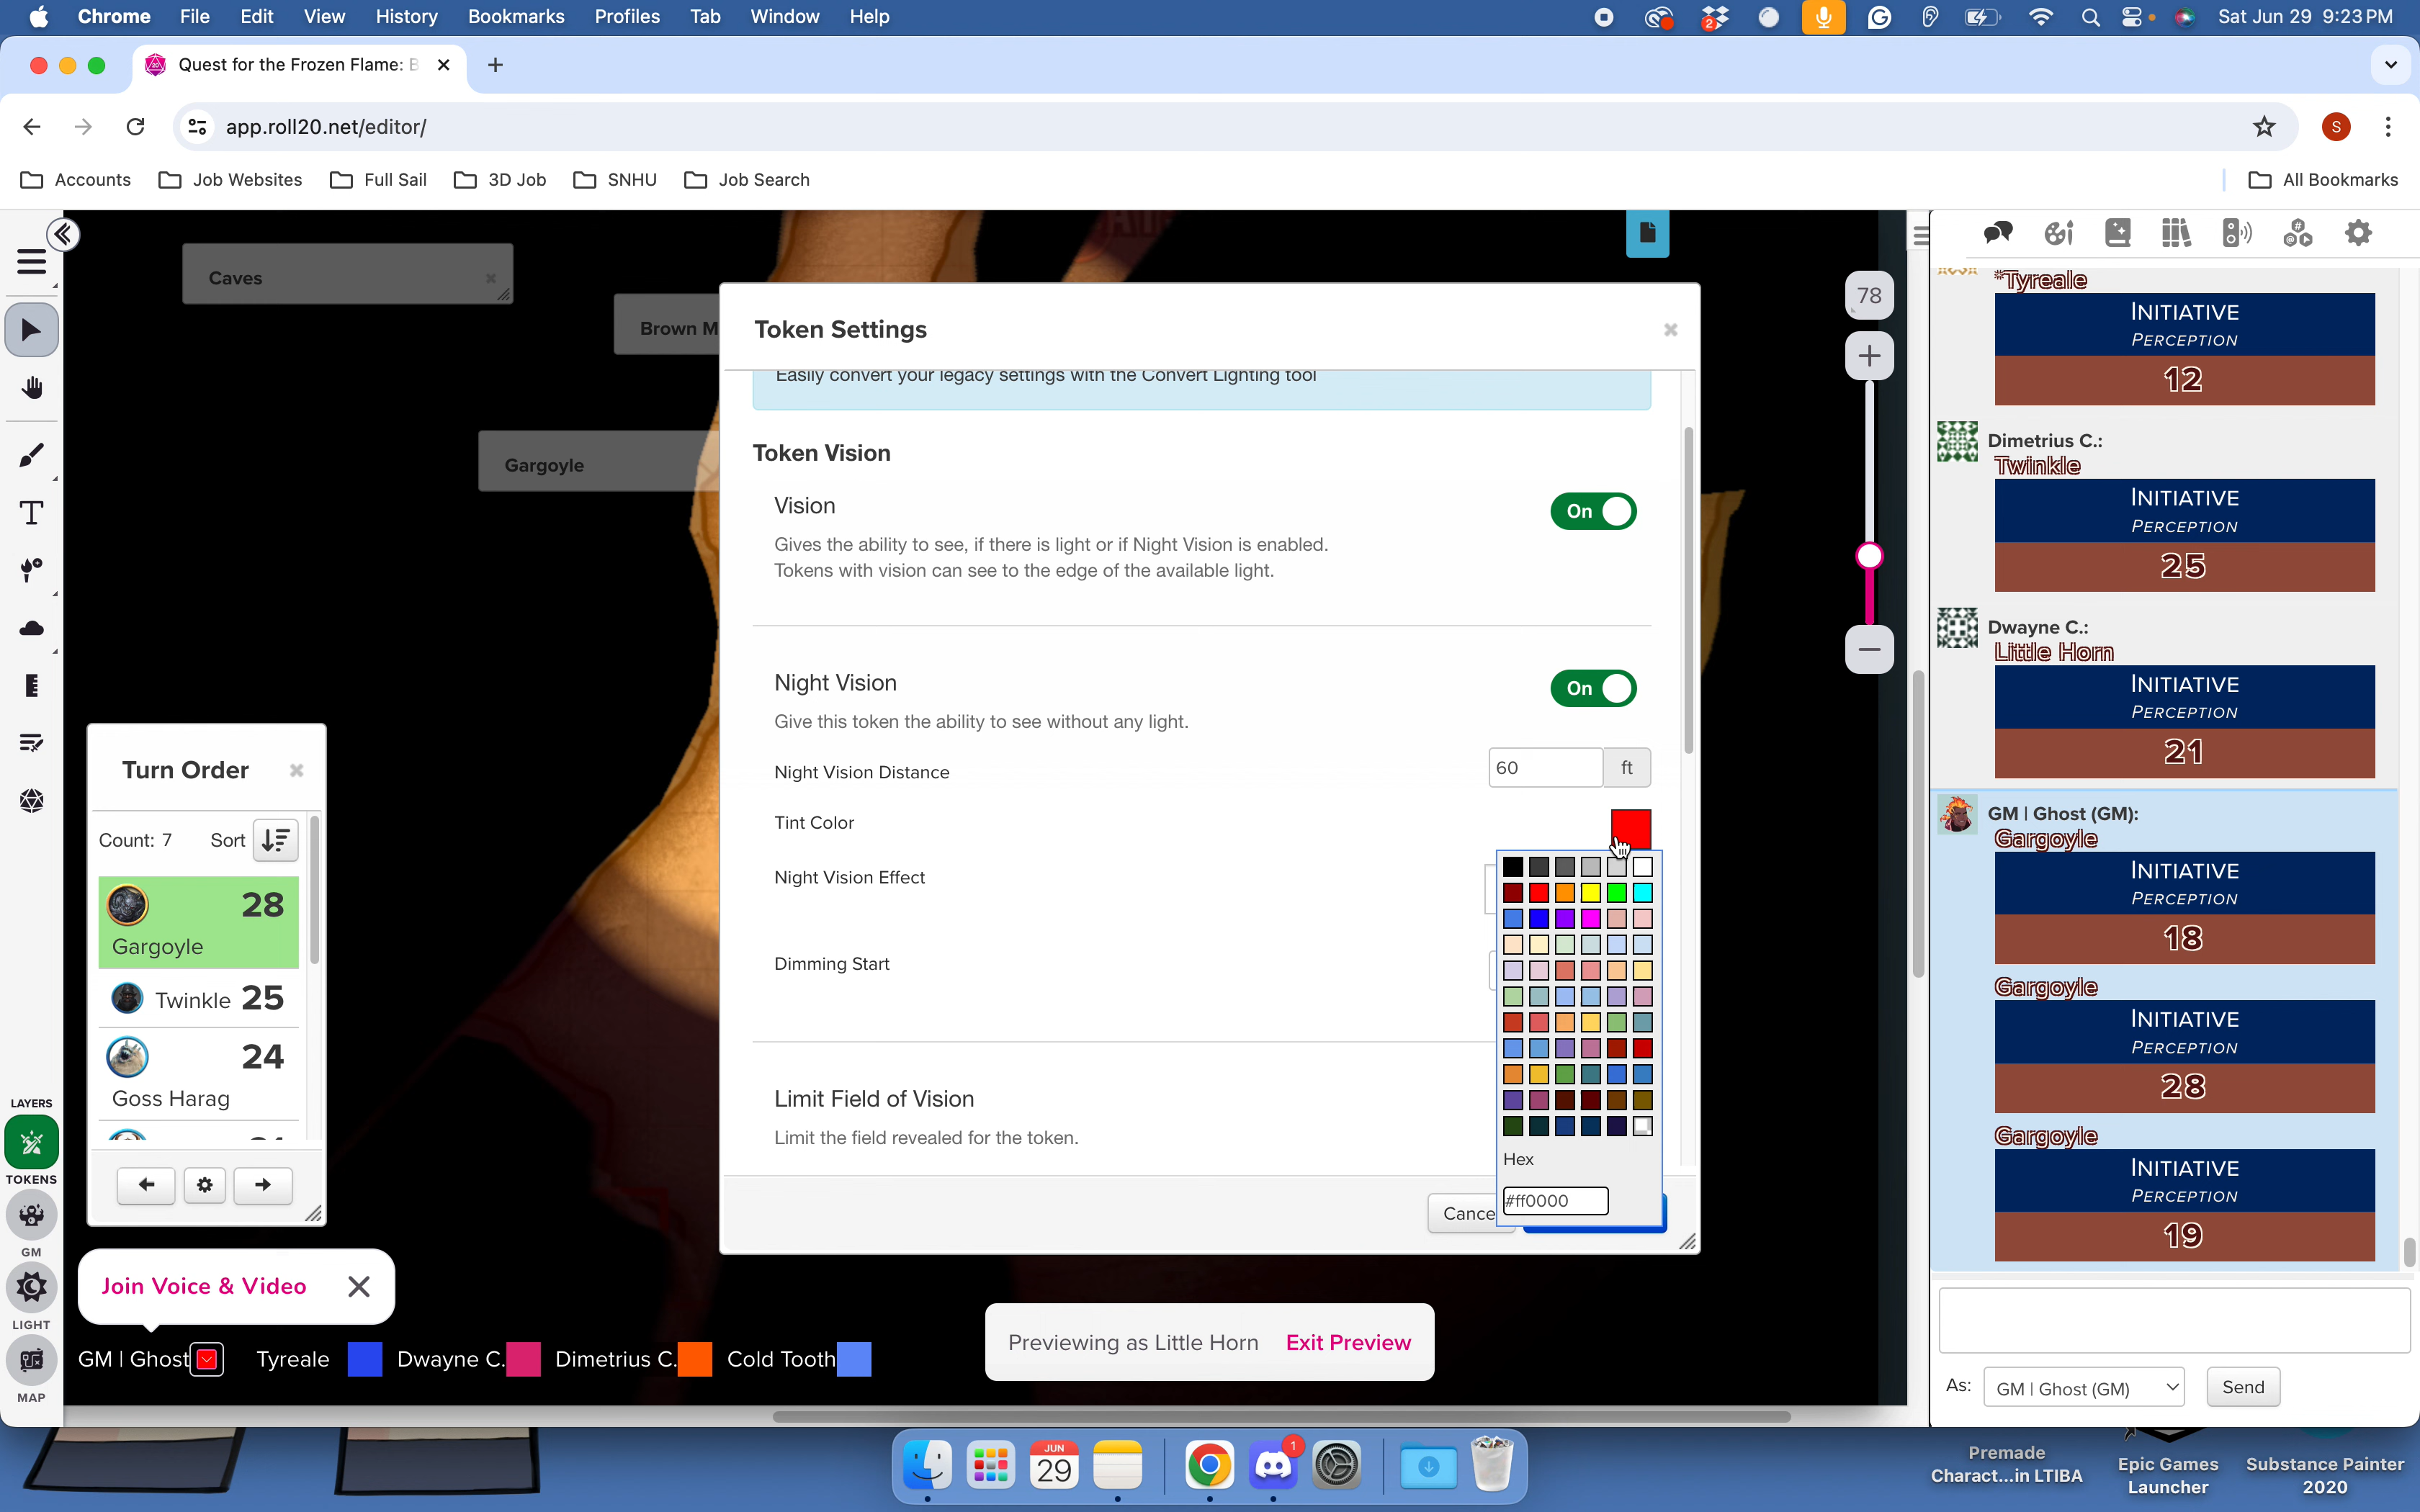 Chrome File Edit View History Bookmarks Profiles Tab Window Help
2
Sat Jun 29 9:23 PM
Quest for the Frozen Flame: B
app.roll20.net/editor/
S
Accounts Job Websites Full Sail 3D Job SNHU Job Search All Bookmarks
Caves
Brown M
Gargoyle
78
Token Settings
Easily convert your legacy settings with the Convert Lighting tool
Token Vision
Vision
On
Gives the ability to see, if there is light or if Night Vision is enabled.
Tokens with vision can see to the edge of the available light.
Night Vision
On
Give this token the ability to see without any light.
Night Vision Distance
60 ft
Tint Color
Night Vision Effect
Dimming Start
Limit Field of Vision
Limit the field revealed for the token.
Hex
#ff0000
Cance
Turn Order
Count: 7 Sort
28
Gargoyle
Twinkle 25
24
Goss Harag
LAYERS
TOKENS
GM
LIGHT
MAP
Join Voice & Video
GM | Ghost Tyreale Dwayne C. Dimetrius C. Cold Tooth
Previewing as Little Horn Exit Preview
*Tyreale
INITIATIVE
PERCEPTION
12
Dimetrius C.:
Twinkle
INITIATIVE
PERCEPTION
25
Dwayne C.:
Little Horn
INITIATIVE
PERCEPTION
21
GM | Ghost (GM):
Gargoyle
INITIATIVE
PERCEPTION
18
Gargoyle
INITIATIVE
PERCEPTION
28
Gargoyle
INITIATIVE
PERCEPTION
19
As: GM | Ghost (GM) Send
JUN
29
1
Premade
Charact...in LTIBA
Epic Games
Launcher
Substance Painter
2020